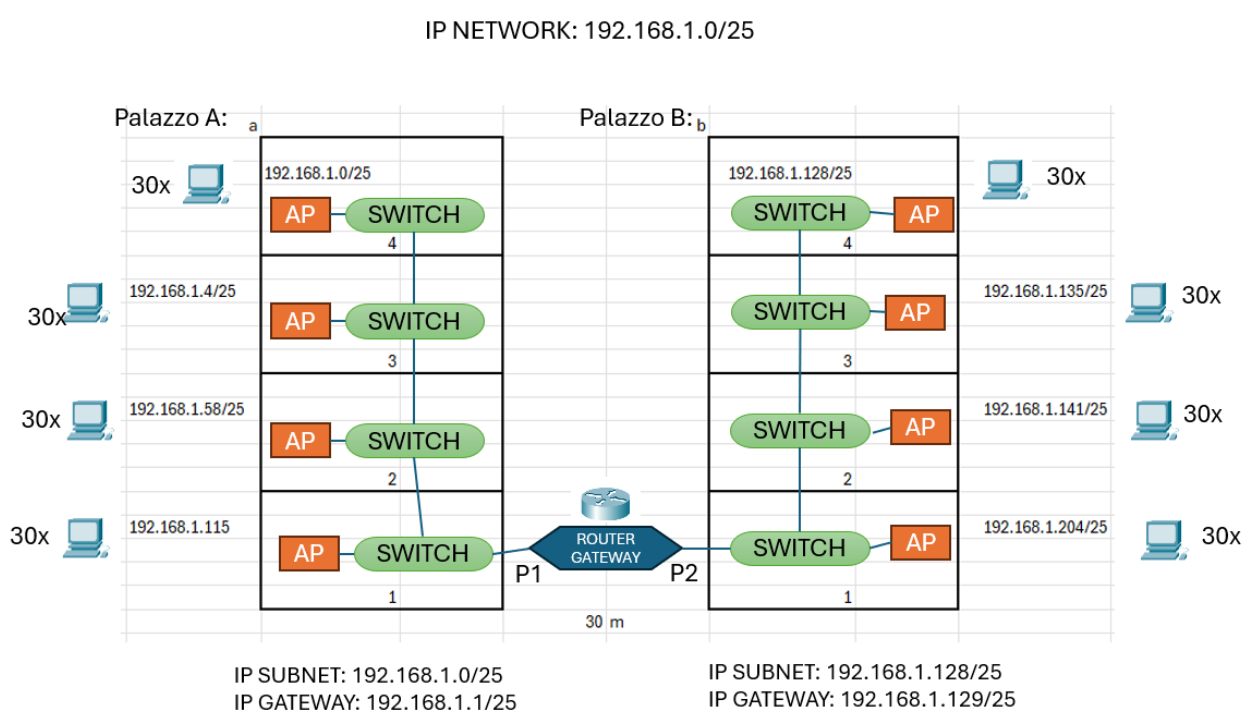 IP NETWORK: 192.168.1.0/25
Palazzo A:
a
Palazzo B:
b
30x
192.168.1.0/25
192.168.1.128/25
30x
AP
SWITCH
SWITCH
AP
4
4
192.168.1.4/25
192.168.1.135/25
30x
30x
AP
SWITCH
SWITCH
AP
3
3
192.168.1.58/25
192.168.1.141/25
30x
30x
AP
SWITCH
SWITCH
AP
2
2
192.168.1.115
192.168.1.204/25
30x
30x
AP
SWITCH
ROUTER
GATEWAY
SWITCH
AP
P1
P2
1
1
30 m
IP SUBNET: 192.168.1.0/25
IP GATEWAY: 192.168.1.1/25
IP SUBNET: 192.168.1.128/25
IP GATEWAY: 192.168.1.129/25